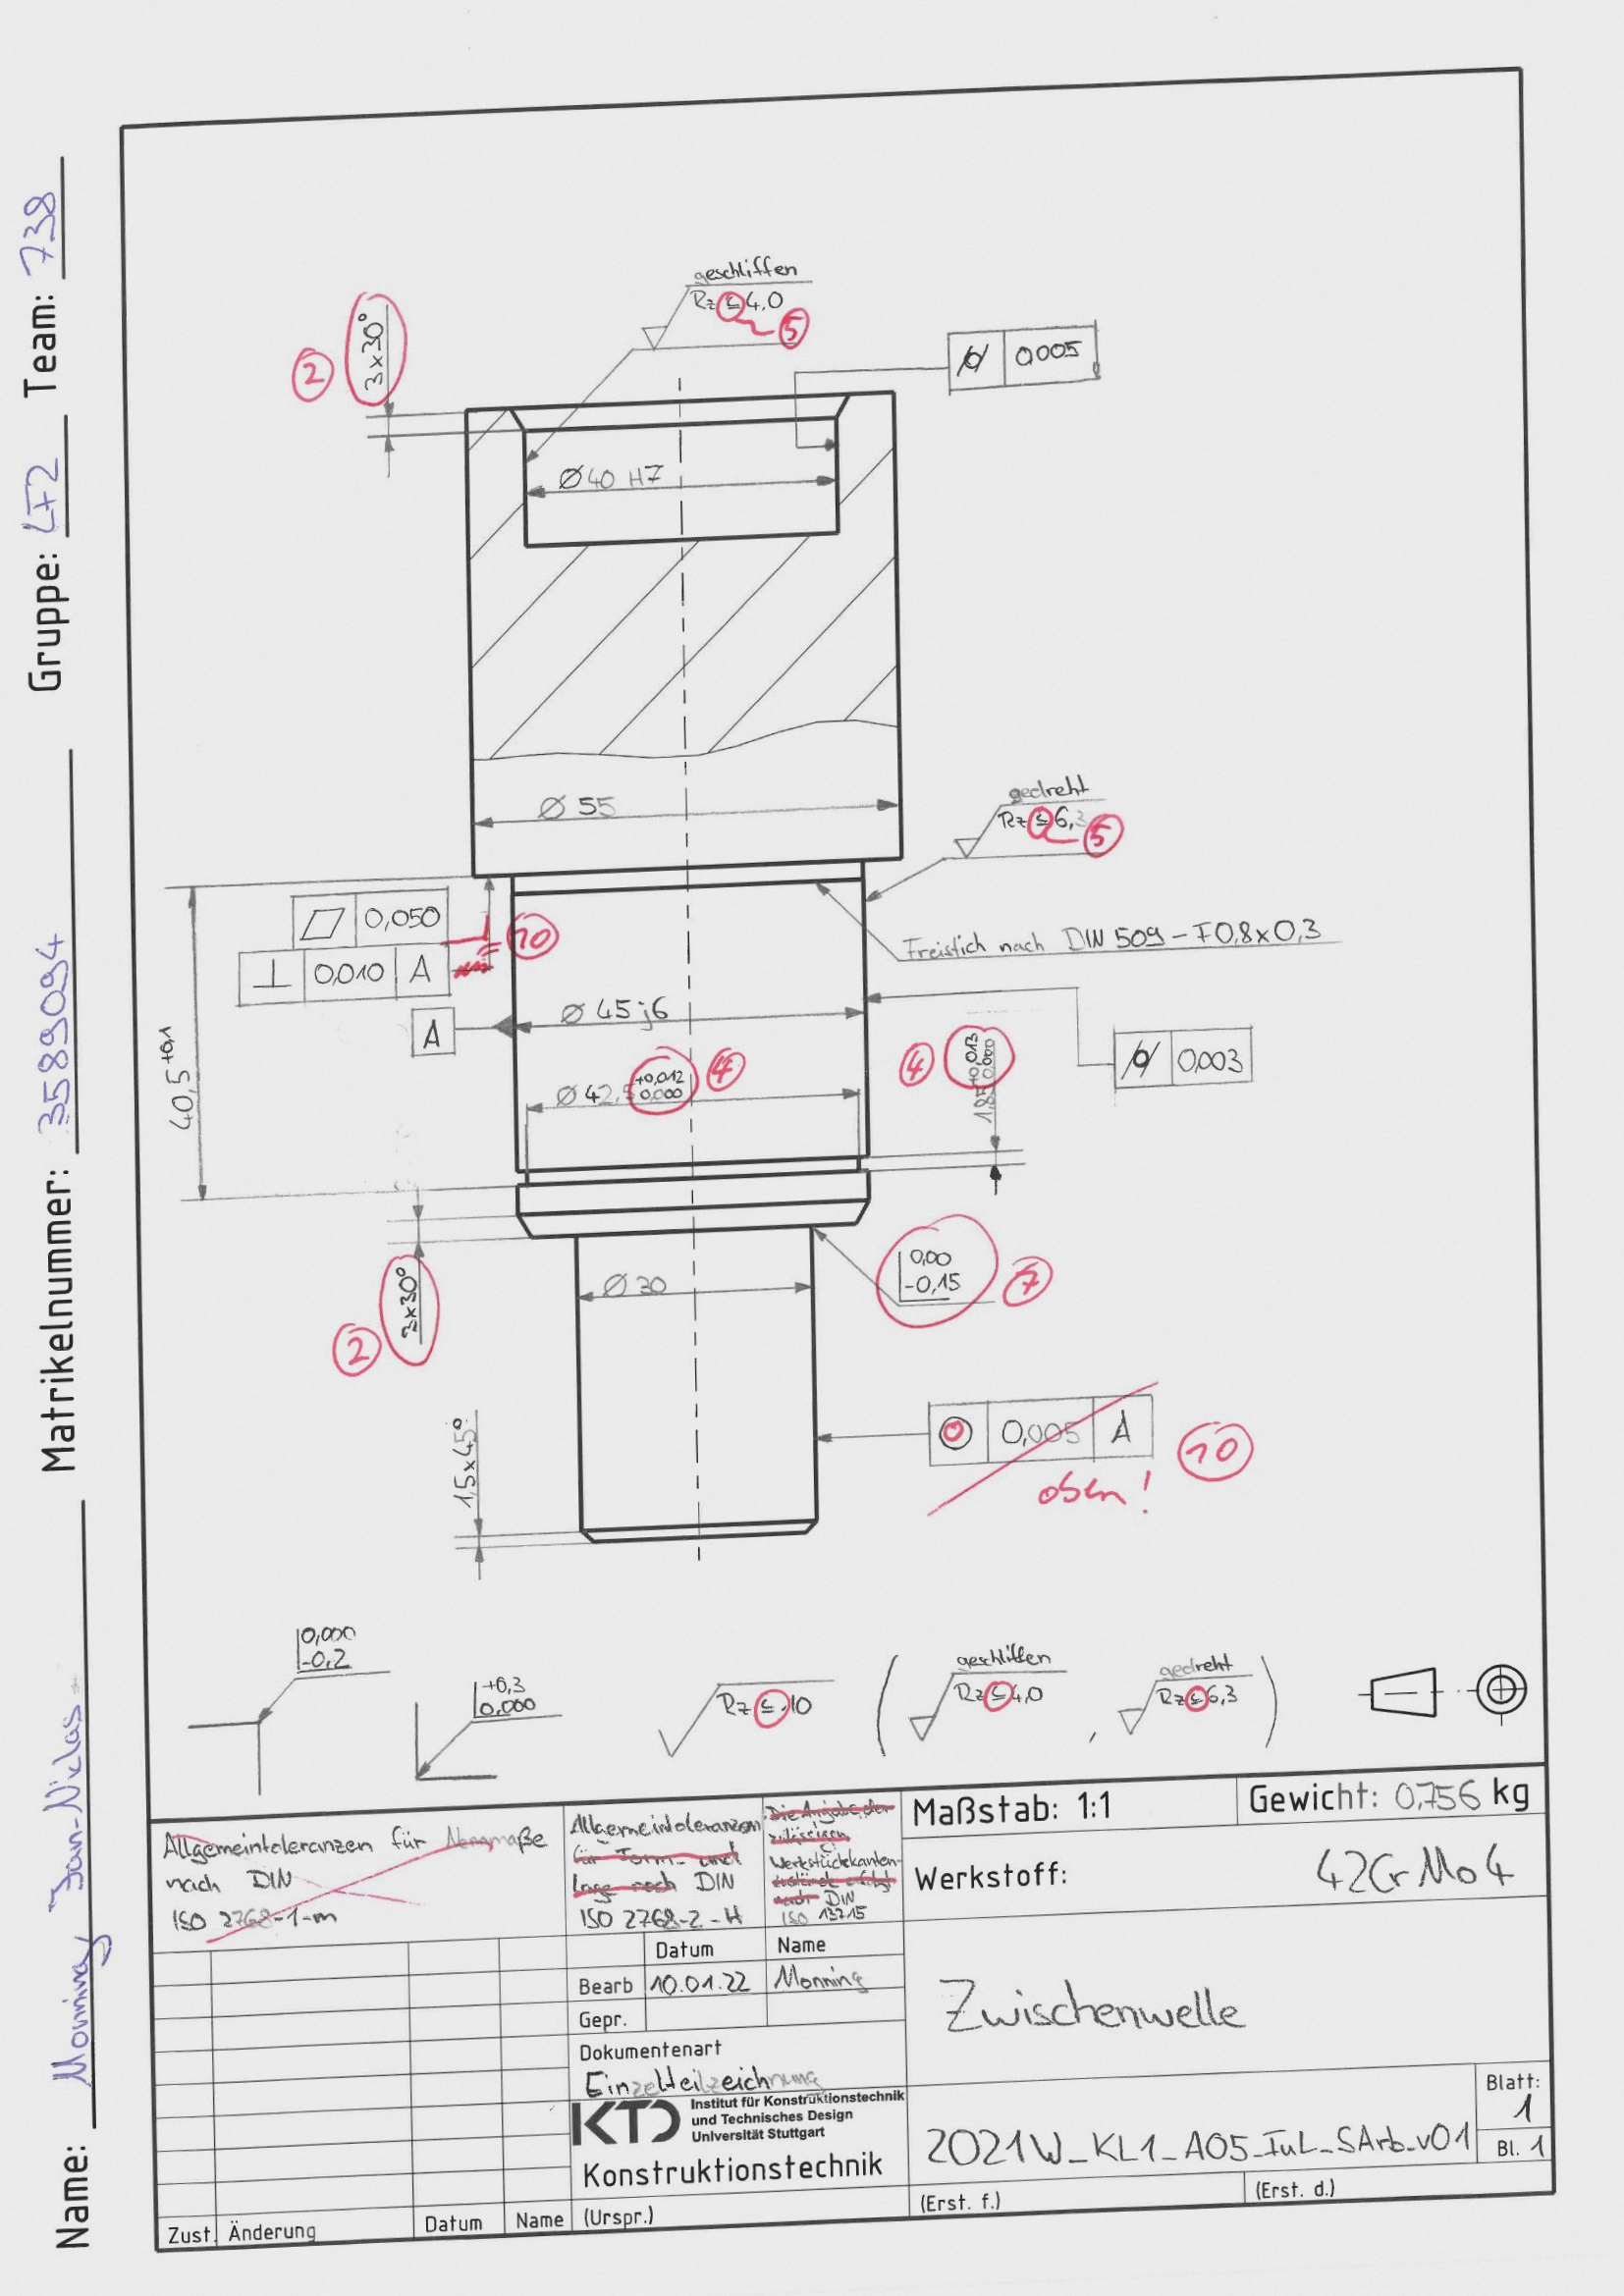 Name: Monning, Jan-Niclas Matrikelnummer: 3589094 Gruppe: LF2 Team: 738
geschliffen
Rz ≤ 4,0
5
2
3x30°
0,005
Ø40 H7
Ø 55
gedreht
Rz ≤ 6,3
5
0,050
10
⊥ 0,010 A
Freistich nach DIN 509 – F0,8x0,3
A
Ø 45 j6
40,5 +0,1
Ø 42,5 +0,012 0,000
4
4
1,85 +0,013 0,000
0,003
2
3x30°
Ø 30
0,00
-0,15
7
1,5x45°
◎ 0,005 A
10
oben!
0,000
-0,2
+0,3
0,000
Rz ≤ 10
geschliffen
Rz ≤ 4,0
,
gedreht
Rz ≤ 6,3
Allgemeintoleranzen für Nennmaße
nach DIN
ISO 2768-1-m
Allgemeintoleranzen
für Form- und
Lage nach DIN
ISO 2768-2-H
Die Angabe der
zulässigen
Werkstückkanten-
zustände erfolgt
nach DIN
ISO 13715
Maßstab: 1:1
Gewicht: 0,756 kg
Werkstoff: 42CrMo4
Datum Name
Bearb 10.01.22 Monning
Gepr.
Zwischenwelle
Dokumentenart
Einzelteilzeichnung
KTD
Institut für Konstruktionstechnik
und Technisches Design
Universität Stuttgart
Konstruktionstechnik
2021W_KL1_A05_FuL_SArb_v01
Blatt:
1
Bl. 1
Zust. Änderung Datum Name (Urspr.)
(Erst. f.) (Erst. d.)